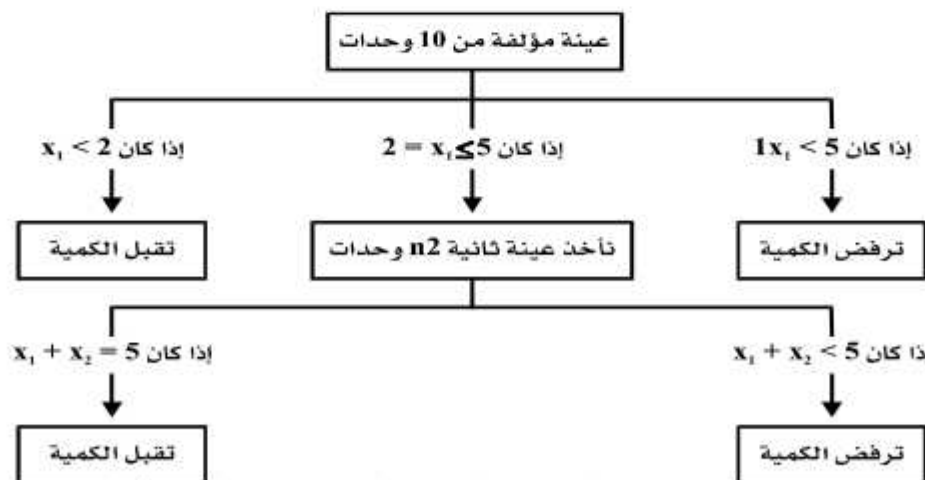 عينة مؤلفة من 10 وحدات
إذا كان 1x₁ < 5
إذا كان 2 = x₁≤5
إذا كان x₁ < 2
ترفض الكمية
نأخذ عينة ثانية n2 وحدات
تقبل الكمية
ذا كان x₁ + x₂ < 5
إذا كان x₁ + x₂ = 5
ترفض الكمية
تقبل الكمية